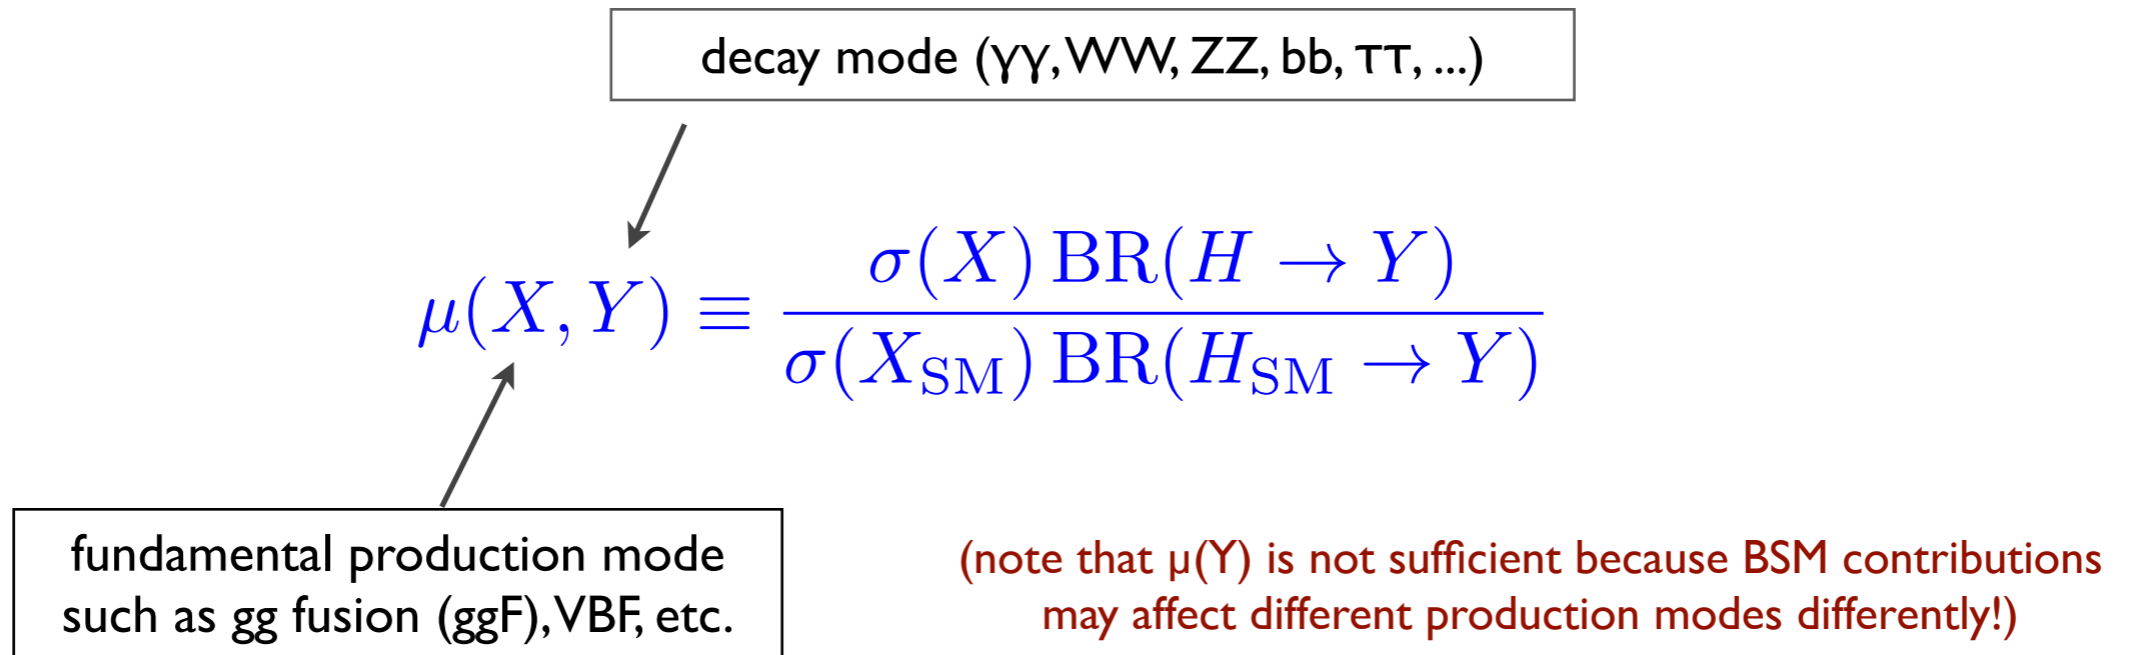 decay mode (γγ, WW, ZZ, bb, ττ, ...)
μ(X, Y) ≡ σ(X) BR(H → Y)
σ(X_SM) BR(H_SM → Y)
fundamental production mode
such as gg fusion (ggF), VBF, etc.
(note that μ(Y) is not sufficient because BSM contributions
may affect different production modes differently!)